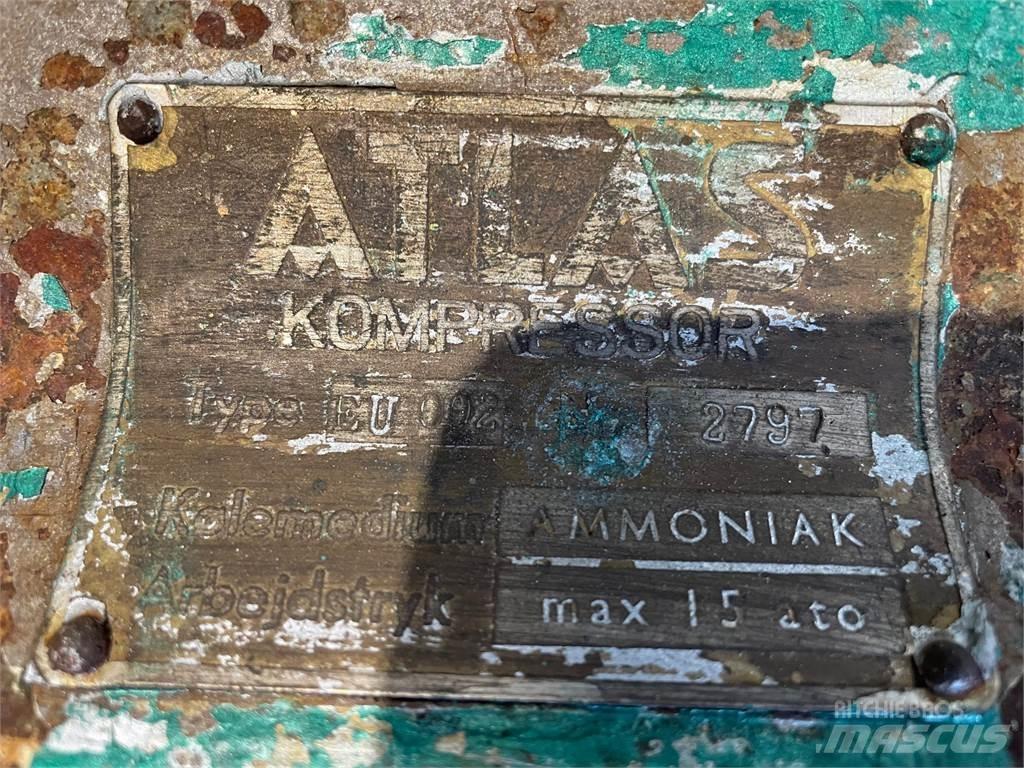 ATLAS
KOMPRESSOR
Type EU 092 2797
Kølemedium AMMONIAK
Arbejdstryk max 15 ato
RITCHIE BROS.
MASCUS